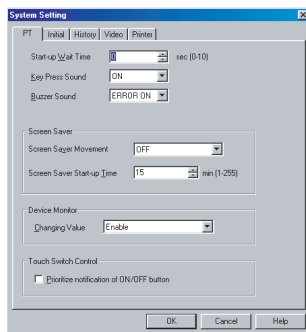 System Setting
PT Initial History Video Printer
Start-up Wait Time 0 sec (0-10)
Key Press Sound ON
Buzzer Sound ERROR ON
Screen Saver
Screen Saver Movement OFF
Screen Saver Start-up Time 15 min (1-255)
Device Monitor
Changing Value Enable
Touch Switch Control
Prioritize notification of ON/OFF button
OK Cancel Help